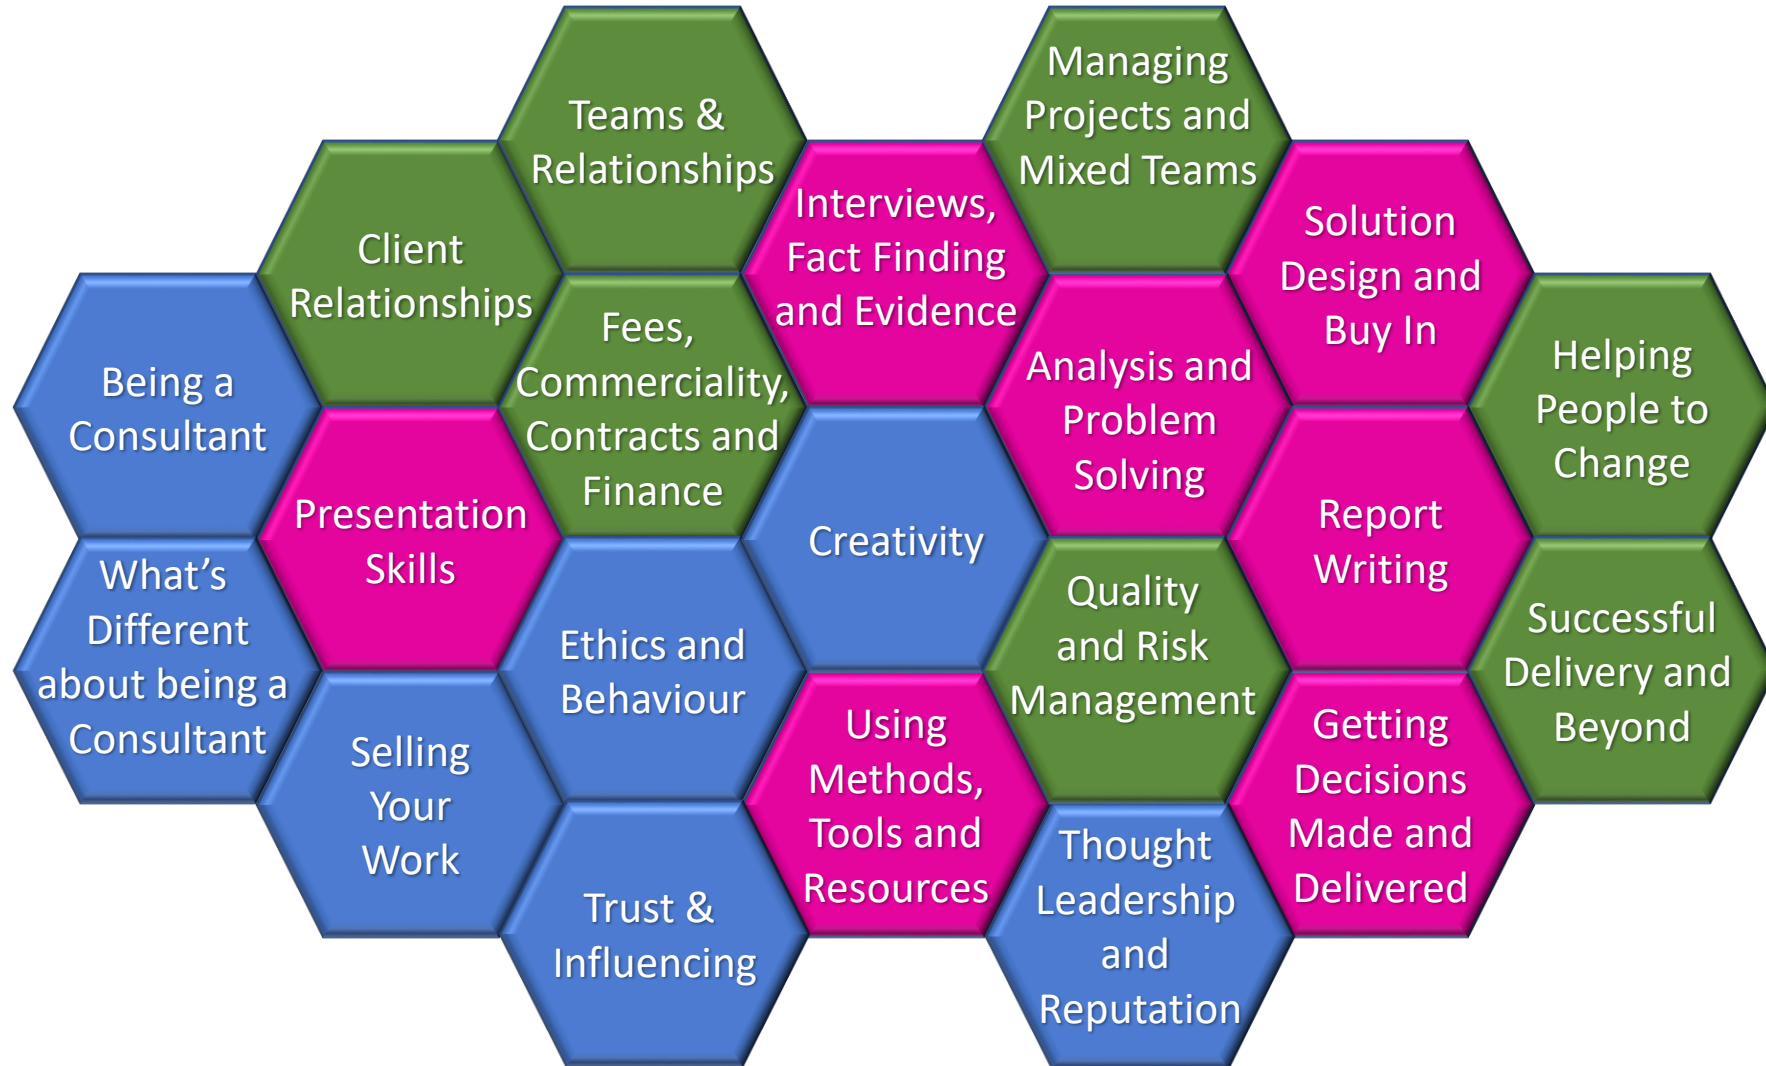 Being a
Consultant
What’s
Different
about being a
Consultant
Client
Relationships
Presentation
Skills
Selling
Your
Work
Teams &
Relationships
Fees,
Commerciality,
Contracts and
Finance
Ethics and
Behaviour
Trust &
Influencing
Interviews,
Fact Finding
and Evidence
Creativity
Using
Methods,
Tools and
Resources
Managing
Projects and
Mixed Teams
Analysis and
Problem
Solving
Quality
and Risk
Management
Thought
Leadership
and
Reputation
Solution
Design and
Buy In
Report
Writing
Getting
Decisions
Made and
Delivered
Helping
People to
Change
Successful
Delivery and
Beyond